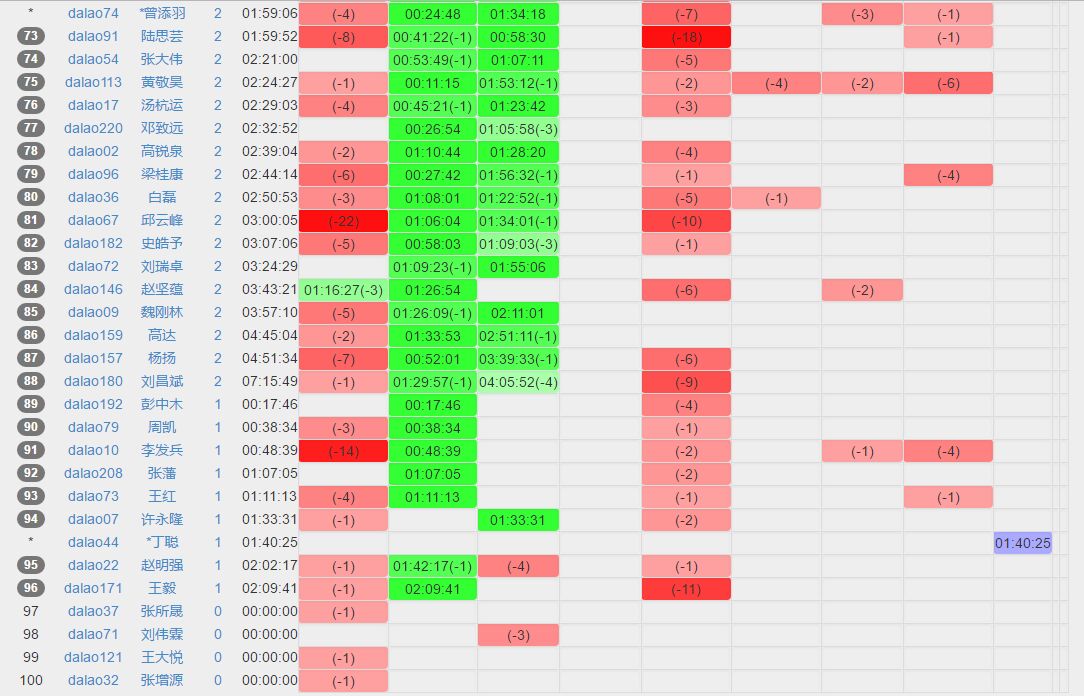 * dalao74 *曾添羽 2 01:59:06 (-4) 00:24:48 01:34:18 (-7) (-3) (-1)
73 dalao91 陆思芸 2 01:59:52 (-8) 00:41:22(-1) 00:58:30 (-18) (-1)
74 dalao54 张大伟 2 02:21:00 00:53:49(-1) 01:07:11 (-5)
75 dalao113 黄敬昊 2 02:24:27 (-1) 00:11:15 01:53:12(-1) (-2) (-4) (-2) (-6)
76 dalao17 汤杭运 2 02:29:03 (-4) 00:45:21(-1) 01:23:42 (-3)
77 dalao220 邓致远 2 02:32:52 00:26:54 01:05:58(-3)
78 dalao02 高锐泉 2 02:39:04 (-2) 01:10:44 01:28:20 (-4)
79 dalao96 梁桂康 2 02:44:14 (-6) 00:27:42 01:56:32(-1) (-1) (-4)
80 dalao36 白磊 2 02:50:53 (-3) 01:08:01 01:22:52(-1) (-5) (-1)
81 dalao67 邱云峰 2 03:00:05 (-22) 01:06:04 01:34:01(-1) (-10)
82 dalao182 史皓予 2 03:07:06 (-5) 00:58:03 01:09:03(-3) (-1)
83 dalao72 刘瑞卓 2 03:24:29 01:09:23(-1) 01:55:06
84 dalao146 赵坚蕴 2 03:43:21 01:16:27(-3) 01:26:54 (-6) (-2)
85 dalao09 魏刚林 2 03:57:10 (-5) 01:26:09(-1) 02:11:01
86 dalao159 高达 2 04:45:04 (-2) 01:33:53 02:51:11(-1)
87 dalao157 杨扬 2 04:51:34 (-7) 00:52:01 03:39:33(-1) (-6)
88 dalao180 刘昌斌 2 07:15:49 (-1) 01:29:57(-1) 04:05:52(-4) (-9)
89 dalao192 彭中木 1 00:17:46 00:17:46 (-4)
90 dalao79 周凯 1 00:38:34 (-3) 00:38:34 (-1)
91 dalao10 李发兵 1 00:48:39 (-14) 00:48:39 (-2) (-1) (-4)
92 dalao208 张藩 1 01:07:05 01:07:05 (-2)
93 dalao73 王红 1 01:11:13 (-4) 01:11:13 (-1) (-1)
94 dalao07 许永隆 1 01:33:31 (-1) 01:33:31 (-2)
* dalao44 *丁聪 1 01:40:25 01:40:25
95 dalao22 赵明强 1 02:02:17 (-1) 01:42:17(-1) (-4) (-1)
96 dalao171 王毅 1 02:09:41 (-1) 02:09:41 (-11)
97 dalao37 张所晟 0 00:00:00 (-1)
98 dalao71 刘伟霖 0 00:00:00 (-3)
99 dalao121 王大悦 0 00:00:00 (-1)
100 dalao32 张增源 0 00:00:00 (-1)